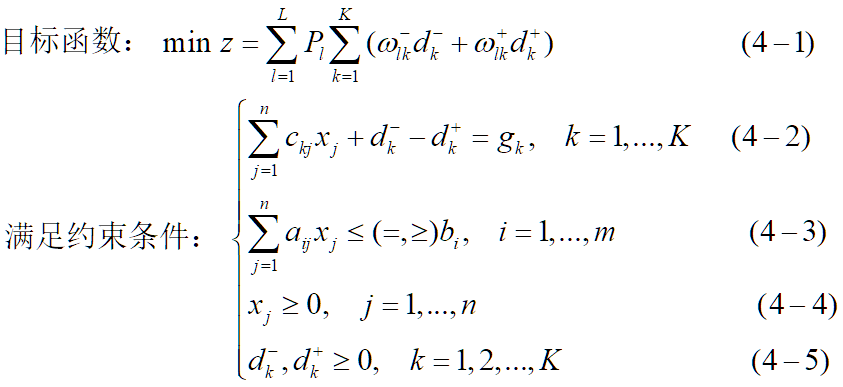 目标函数： min z = ∑_{l=1}^{L} P_l ∑_{k=1}^{K} (ω_{lk}^- d_k^- + ω_{lk}^+ d_k^+) (4－1)
∑_{j=1}^{n} c_{kj} x_j + d_k^- - d_k^+ = g_k, k = 1,...,K (4－2)
满足约束条件： ∑_{j=1}^{n} a_{ij} x_j ≤ (=,≥) b_i, i = 1,...,m (4－3)
x_j ≥ 0, j = 1,...,n (4－4)
d_k^-, d_k^+ ≥ 0, k = 1,2,...,K (4－5)